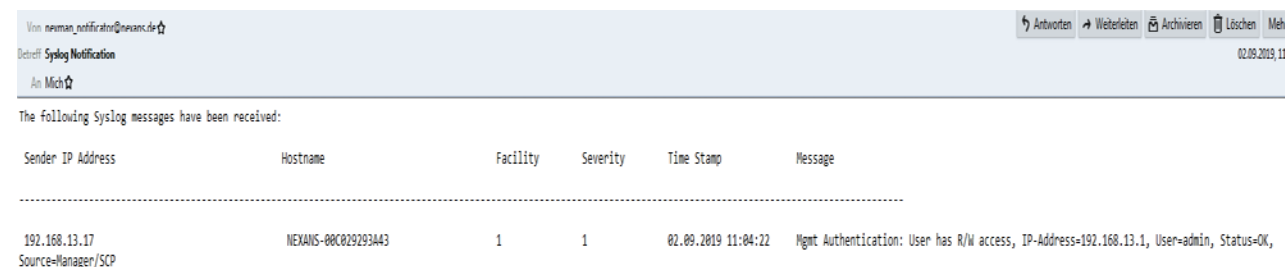 Von nexman_notificator@nexans.de
Antworten Weiterleiten Archivieren Löschen Meh
Betreff Syslog Notification
02.09.2019, 11
An Mich
The following Syslog messages have been received:
Sender IP Address Hostname Facility Severity Time Stamp Message
--------------------------------------------------------------------------------
192.168.13.17 NEXANS-00C029293A43 1 1 02.09.2019 11:04:22 Mgmt Authentication: User has R/W access, IP-Address=192.168.13.1, User=admin, Status=OK,
Source=Manager/SCP